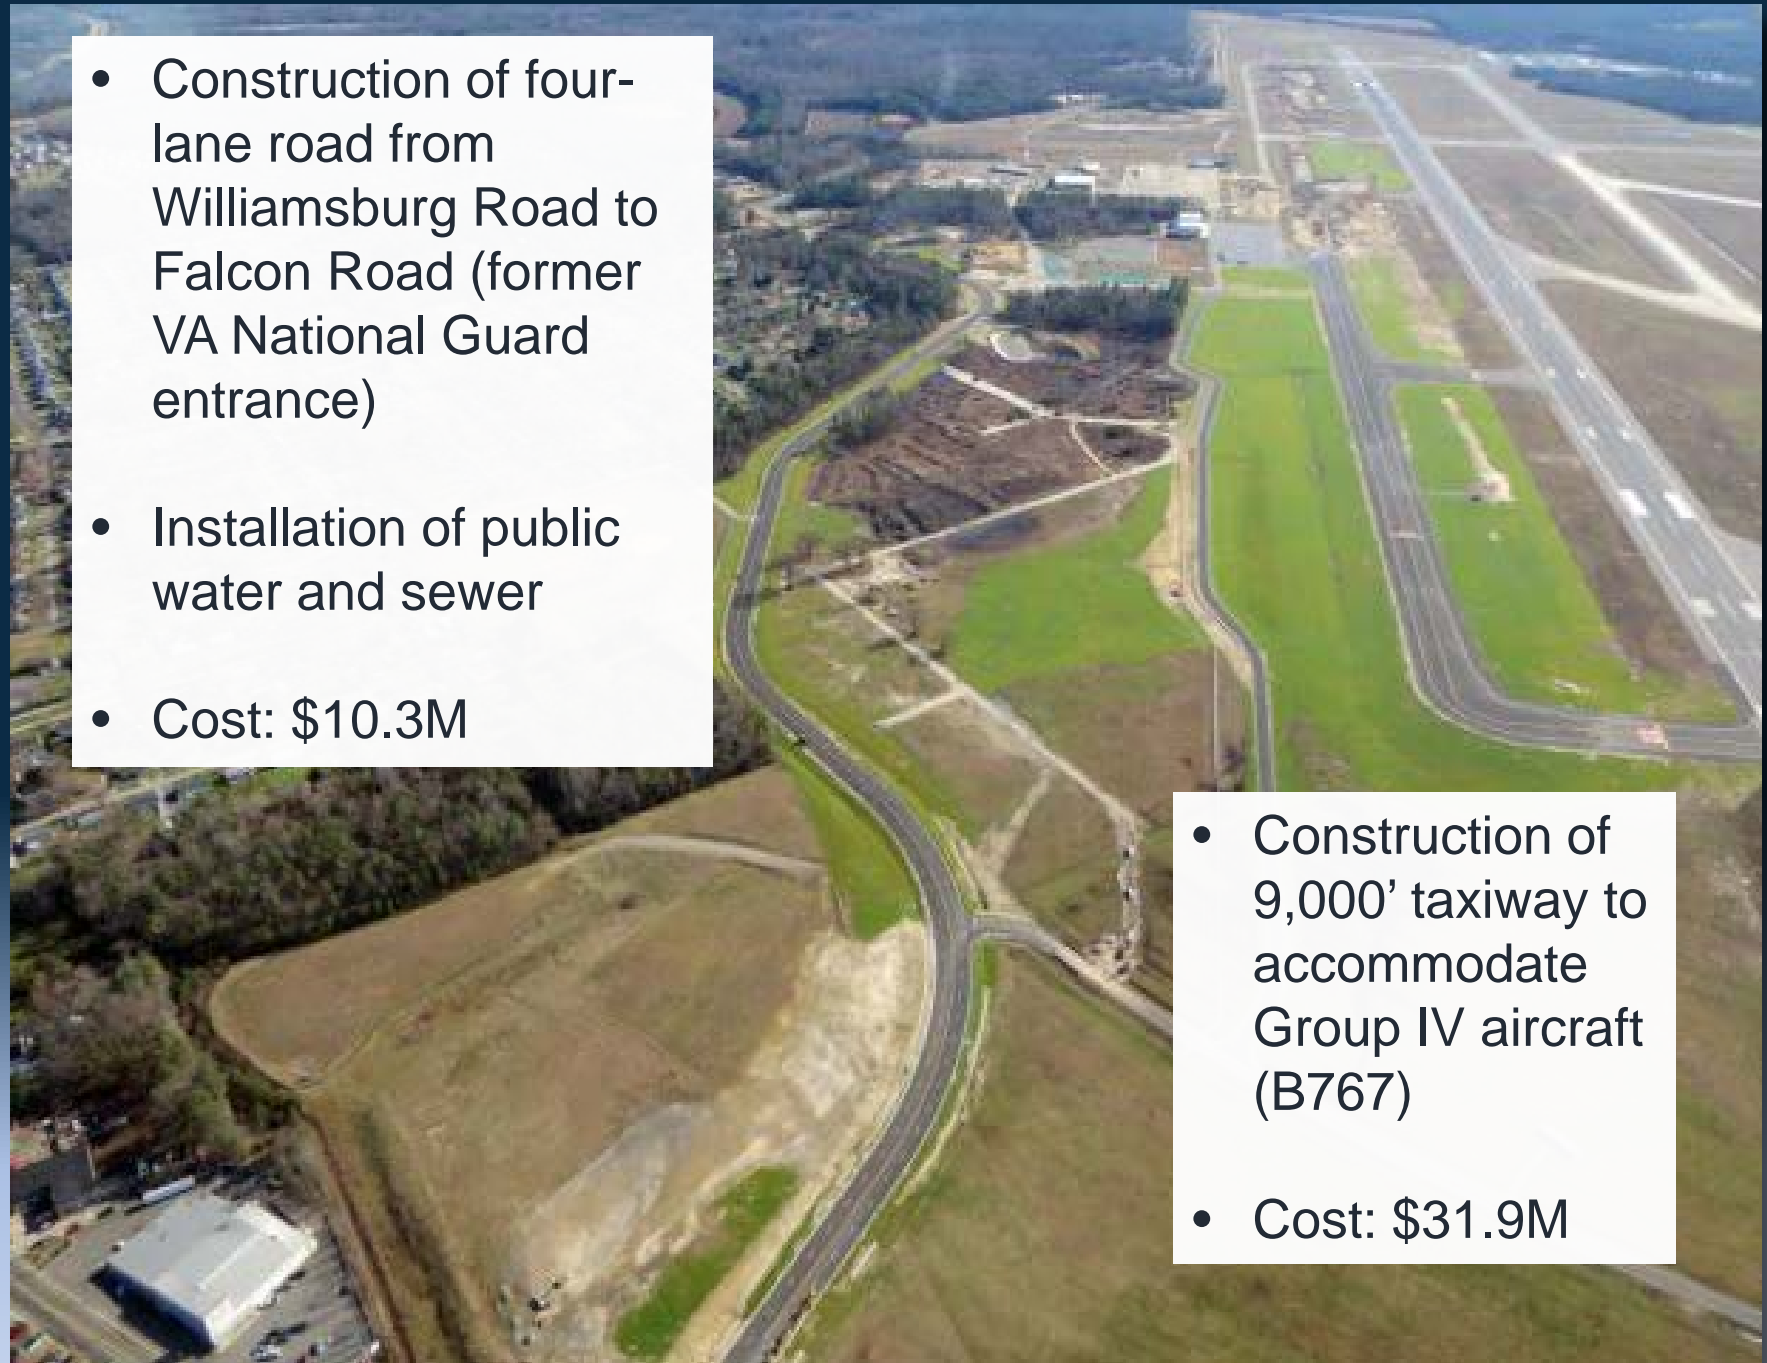 • Construction of four-
lane road from
Williamsburg Road to
Falcon Road (former
VA National Guard
entrance)
• Installation of public
water and sewer
• Cost: $10.3M
• Construction of
9,000’ taxiway to
accommodate
Group IV aircraft
(B767)
• Cost: $31.9M